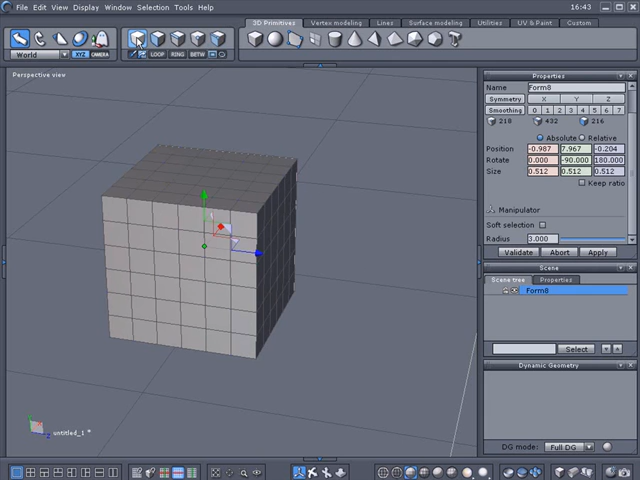 File Edit View Display Window Selection Tools
16:43
3D Primitives Vertex modeling Lines Surface modeling Utilities UV & Paint Custom
World XYZ CAMERA
LOOP RING BETW
Perspective view
Properties
Name Form8
Symmetry X Y Z
Smoothing 0 1 2 3 4 5 6 7
218 432 216
Absolute Relative
Position -0.987 7.967 -0.204
Rotate 0.000 -90.000 180.000
Size 0.512 0.512 0.512
Keep ratio
Manipulator
Soft selection
Radius 3.000
Validate Abort Apply
Scene
Scene tree Properties
Form8
Select
Dynamic Geometry
DG mode: Full DG
untitled_1 *